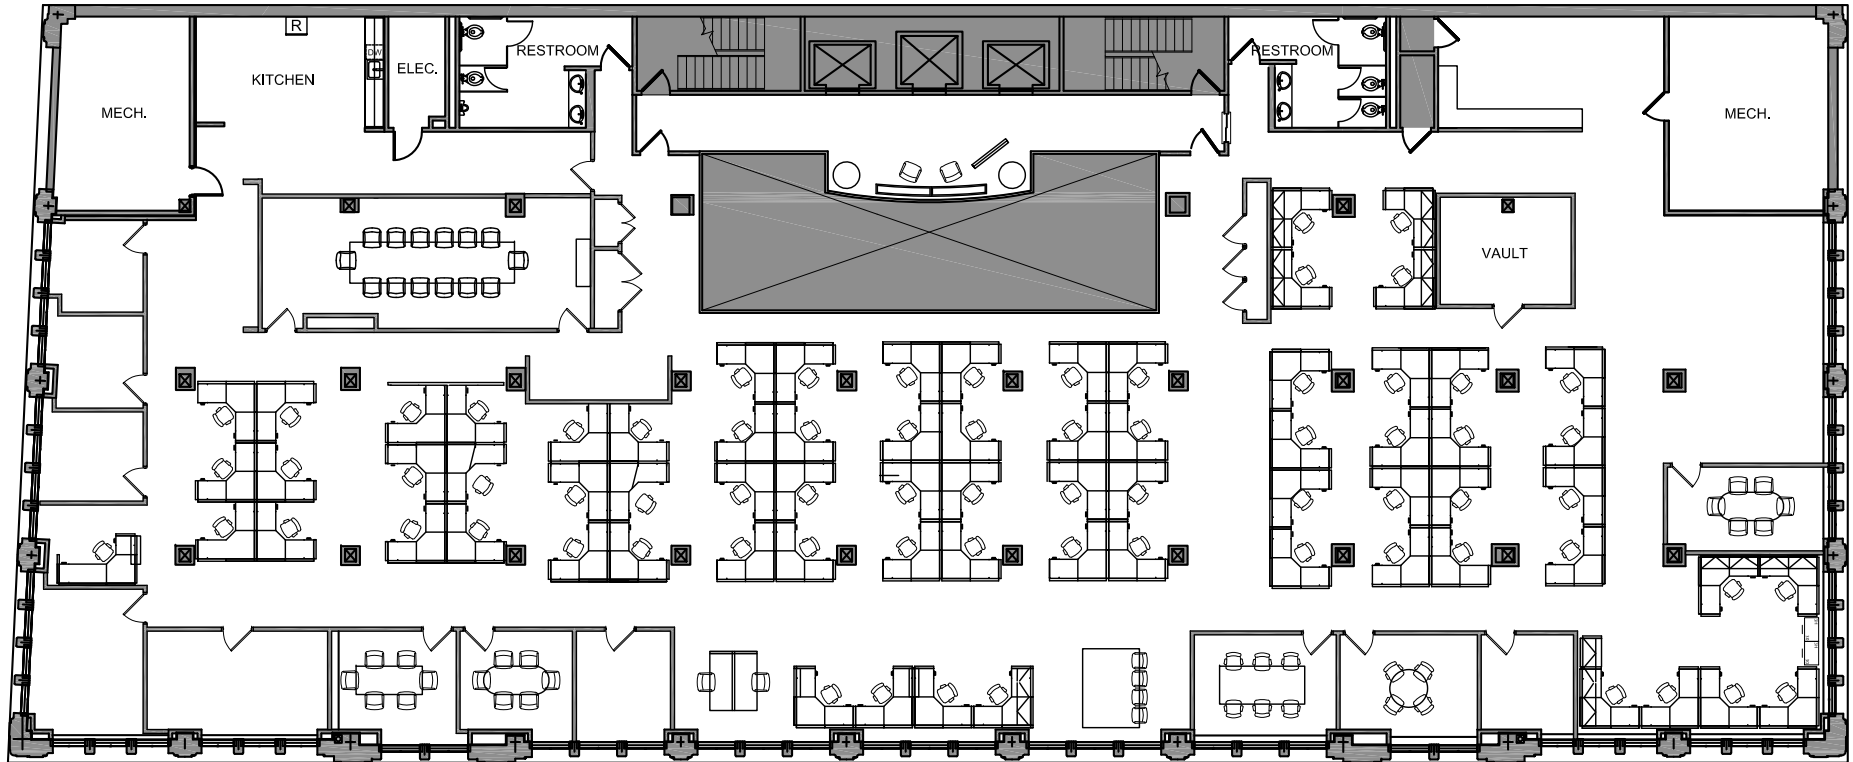 R
RESTROOM
RESTROOM
DW
ELEC.
KITCHEN
MECH.
MECH.
VAULT